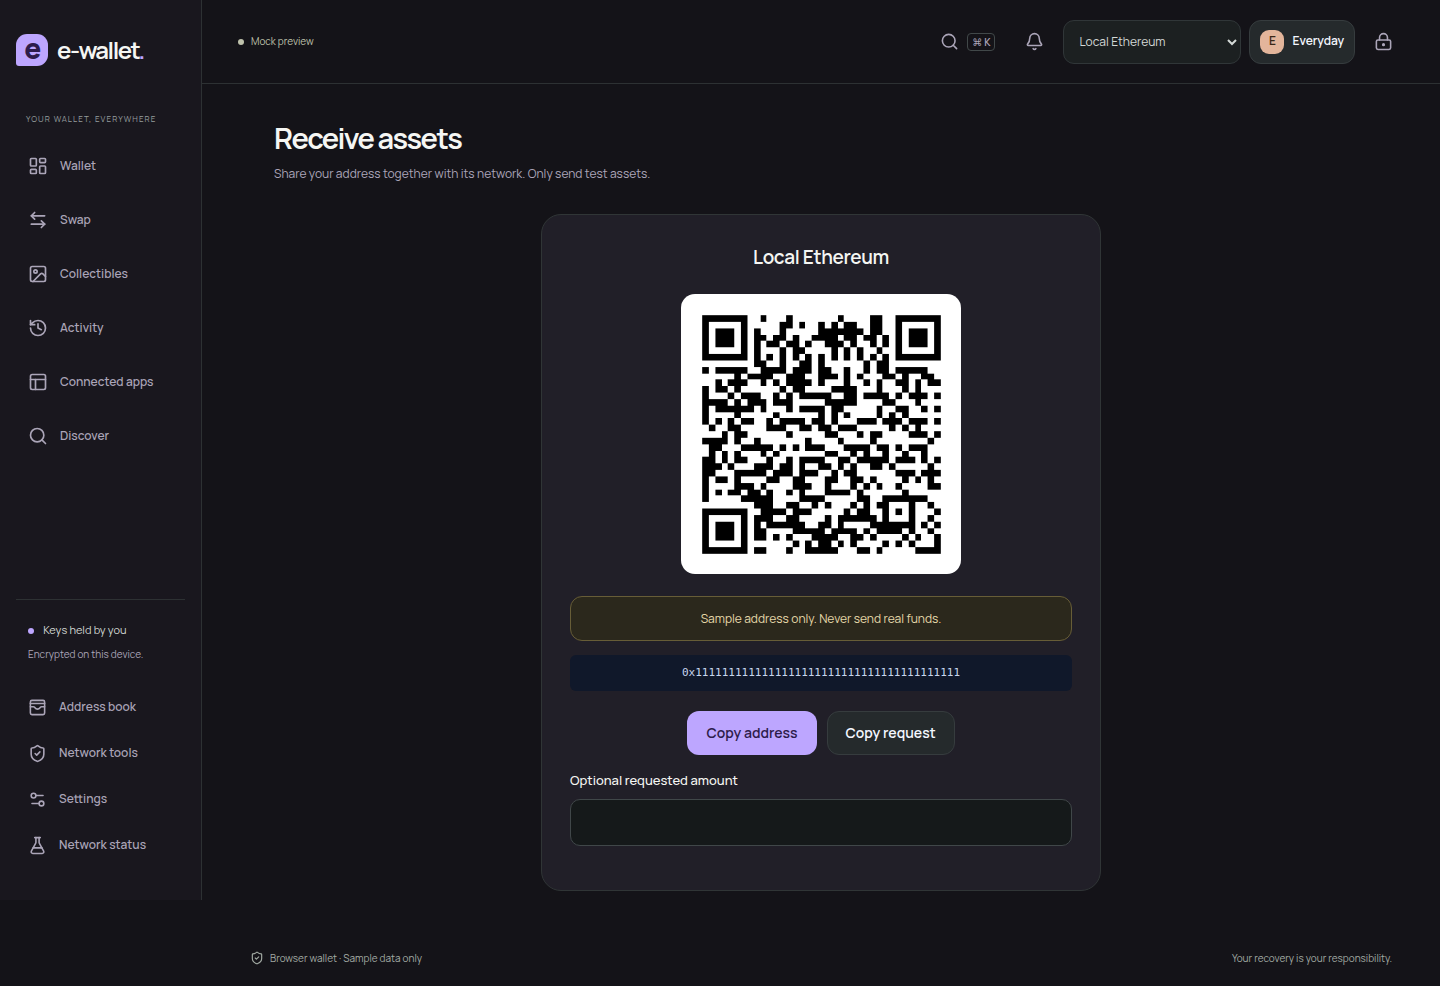 e e-wallet.
YOUR WALLET, EVERYWHERE
Wallet
Swap
Collectibles
Activity
Connected apps
Discover
Keys held by you
Encrypted on this device.
Address book
Network tools
Settings
Network status
Mock preview
⌘ K
Local Ethereum
E Everyday
Receive assets
Share your address together with its network. Only send test assets.
Local Ethereum
Sample address only. Never send real funds.
0x1111111111111111111111111111111111111111
Copy address
Copy request
Optional requested amount
Browser wallet · Sample data only
Your recovery is your responsibility.